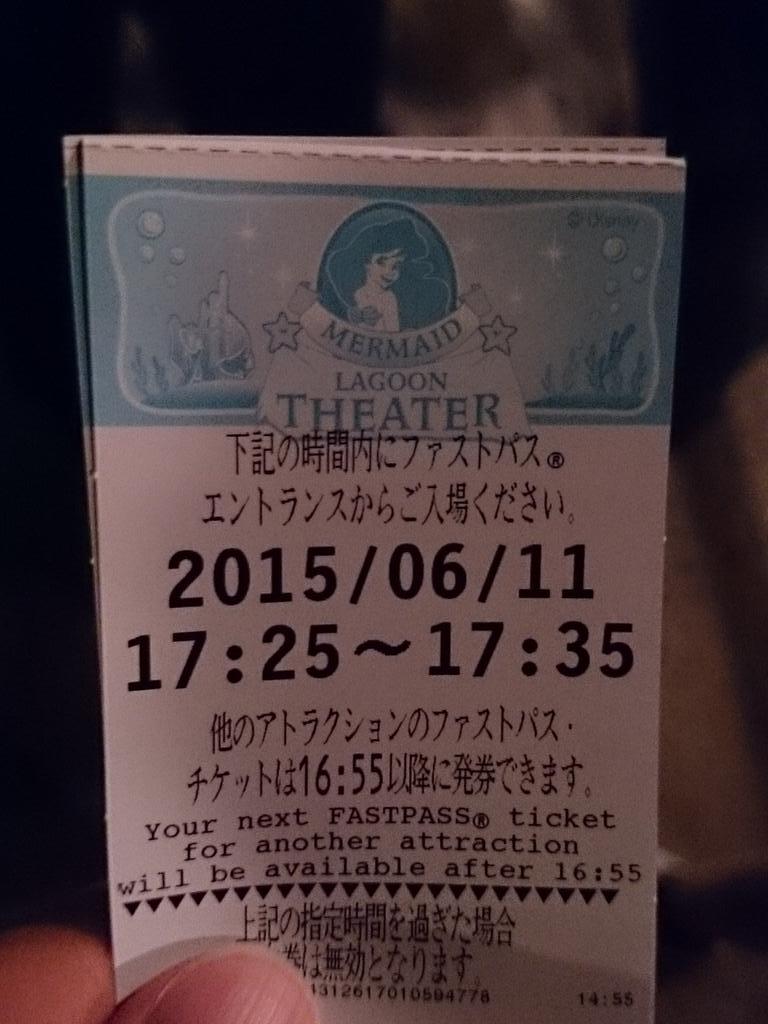 © Disney
MERMAID
LAGOON
THEATER
下記の時間内にファストパス®
エントランスからご入場ください。
2015/06/11
17:25～17:35
他のアトラクションのファストパス・
チケットは16:55以降に発券できます。
Your next FASTPASS® ticket
for another attraction
will be available after 16:55
上記の指定時間を過ぎた場合
券は無効となります。
4312617010594778 14:55